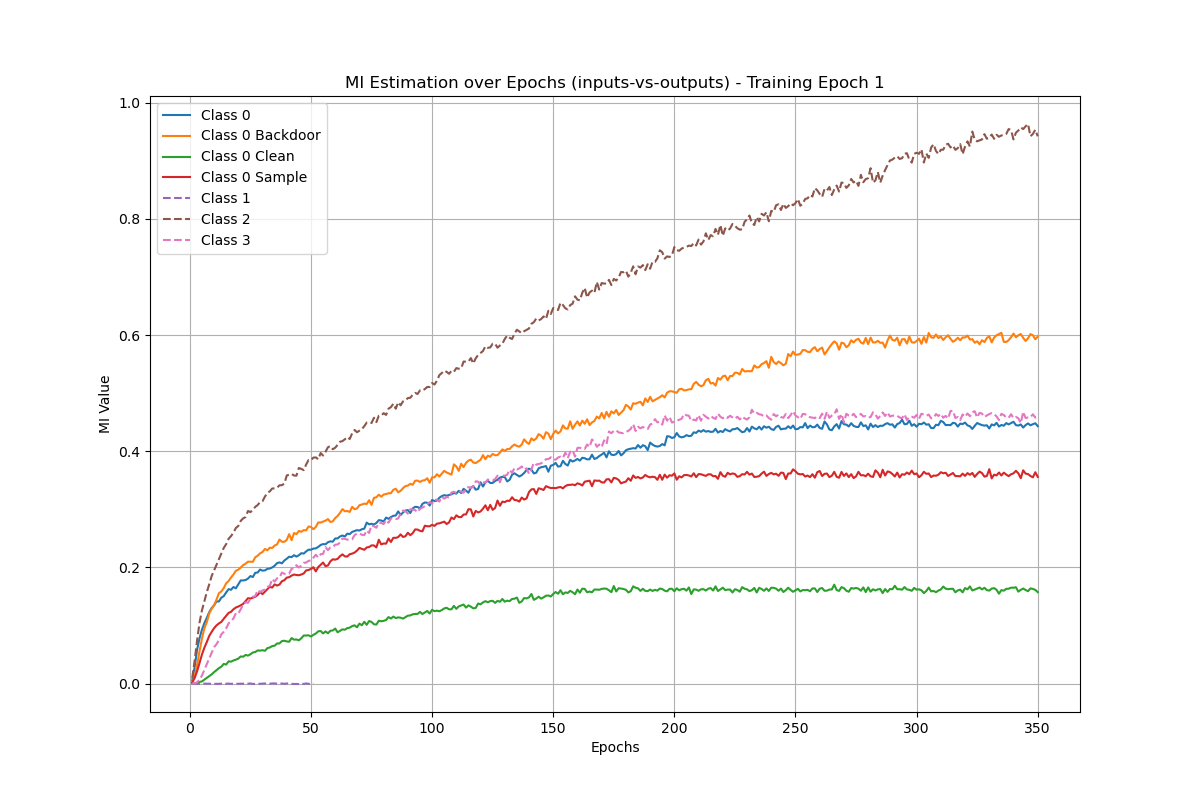 MI Estimation over Epochs (inputs-vs-outputs) - Training Epoch 1
MI Value
1.0
0.8
0.6
0.4
0.2
0.0
Class 0
Class 0 Backdoor
Class 0 Clean
Class 0 Sample
Class 1
Class 2
Class 3
0 50 100 150 200 250 300 350
Epochs